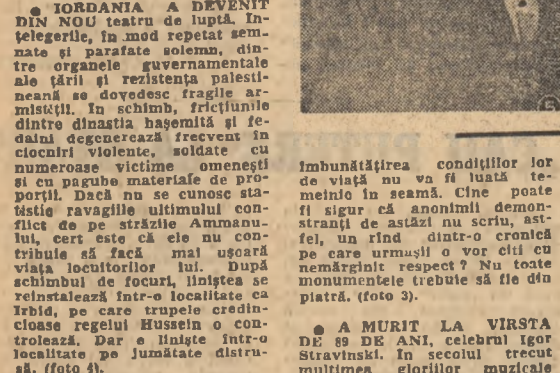 ● IORDANIA A DEVENIT
DIN NOU teatru de luptă. În-
țelegerile, în mod repetat sem-
nate și parafate solemn, din-
tre organele guvernamentale
ale țării și rezistența palesti-
neană se dovedesc fragile ar-
mistiții. În schimb, fricțiunile
dintre dinastia hașemită și fe-
daini degenerează frecvent în
ciocniri violente, soldate cu
numeroase victime omenești
și cu pagube materiale de pro-
porții. Dacă nu se cunosc sta-
tistic ravagiile ultimului con-
flict de pe străzile Ammanu-
lui, cert este că ele nu con-
tribuie să facă mai ușoară
viața locuitorilor lui. După
schimbul de focuri, liniștea se
reinstalează într-o localitate ca
Irbid, pe care trupele credin-
cioase regelui Hussein o con-
trolează. Dar e liniște într-o
localitate pe jumătate distru-
să. (foto 4).
îmbunătățirea condițiilor lor
de viață nu va fi luată te-
meinic în seamă. Cine poate
fi sigur că anonimii demon-
stranți de astăzi nu scriu, ast-
fel, un rînd dintr-o cronică
pe care urmașii o vor citi cu
nemărginit respect ? Nu toate
monumentele trebuie să fie din
piatră. (foto 3).
● A MURIT LA VÎRSTA
DE 89 DE ANI, celebrul Igor
Stravinski. În secolul trecut
multimea gloriilor muzicale